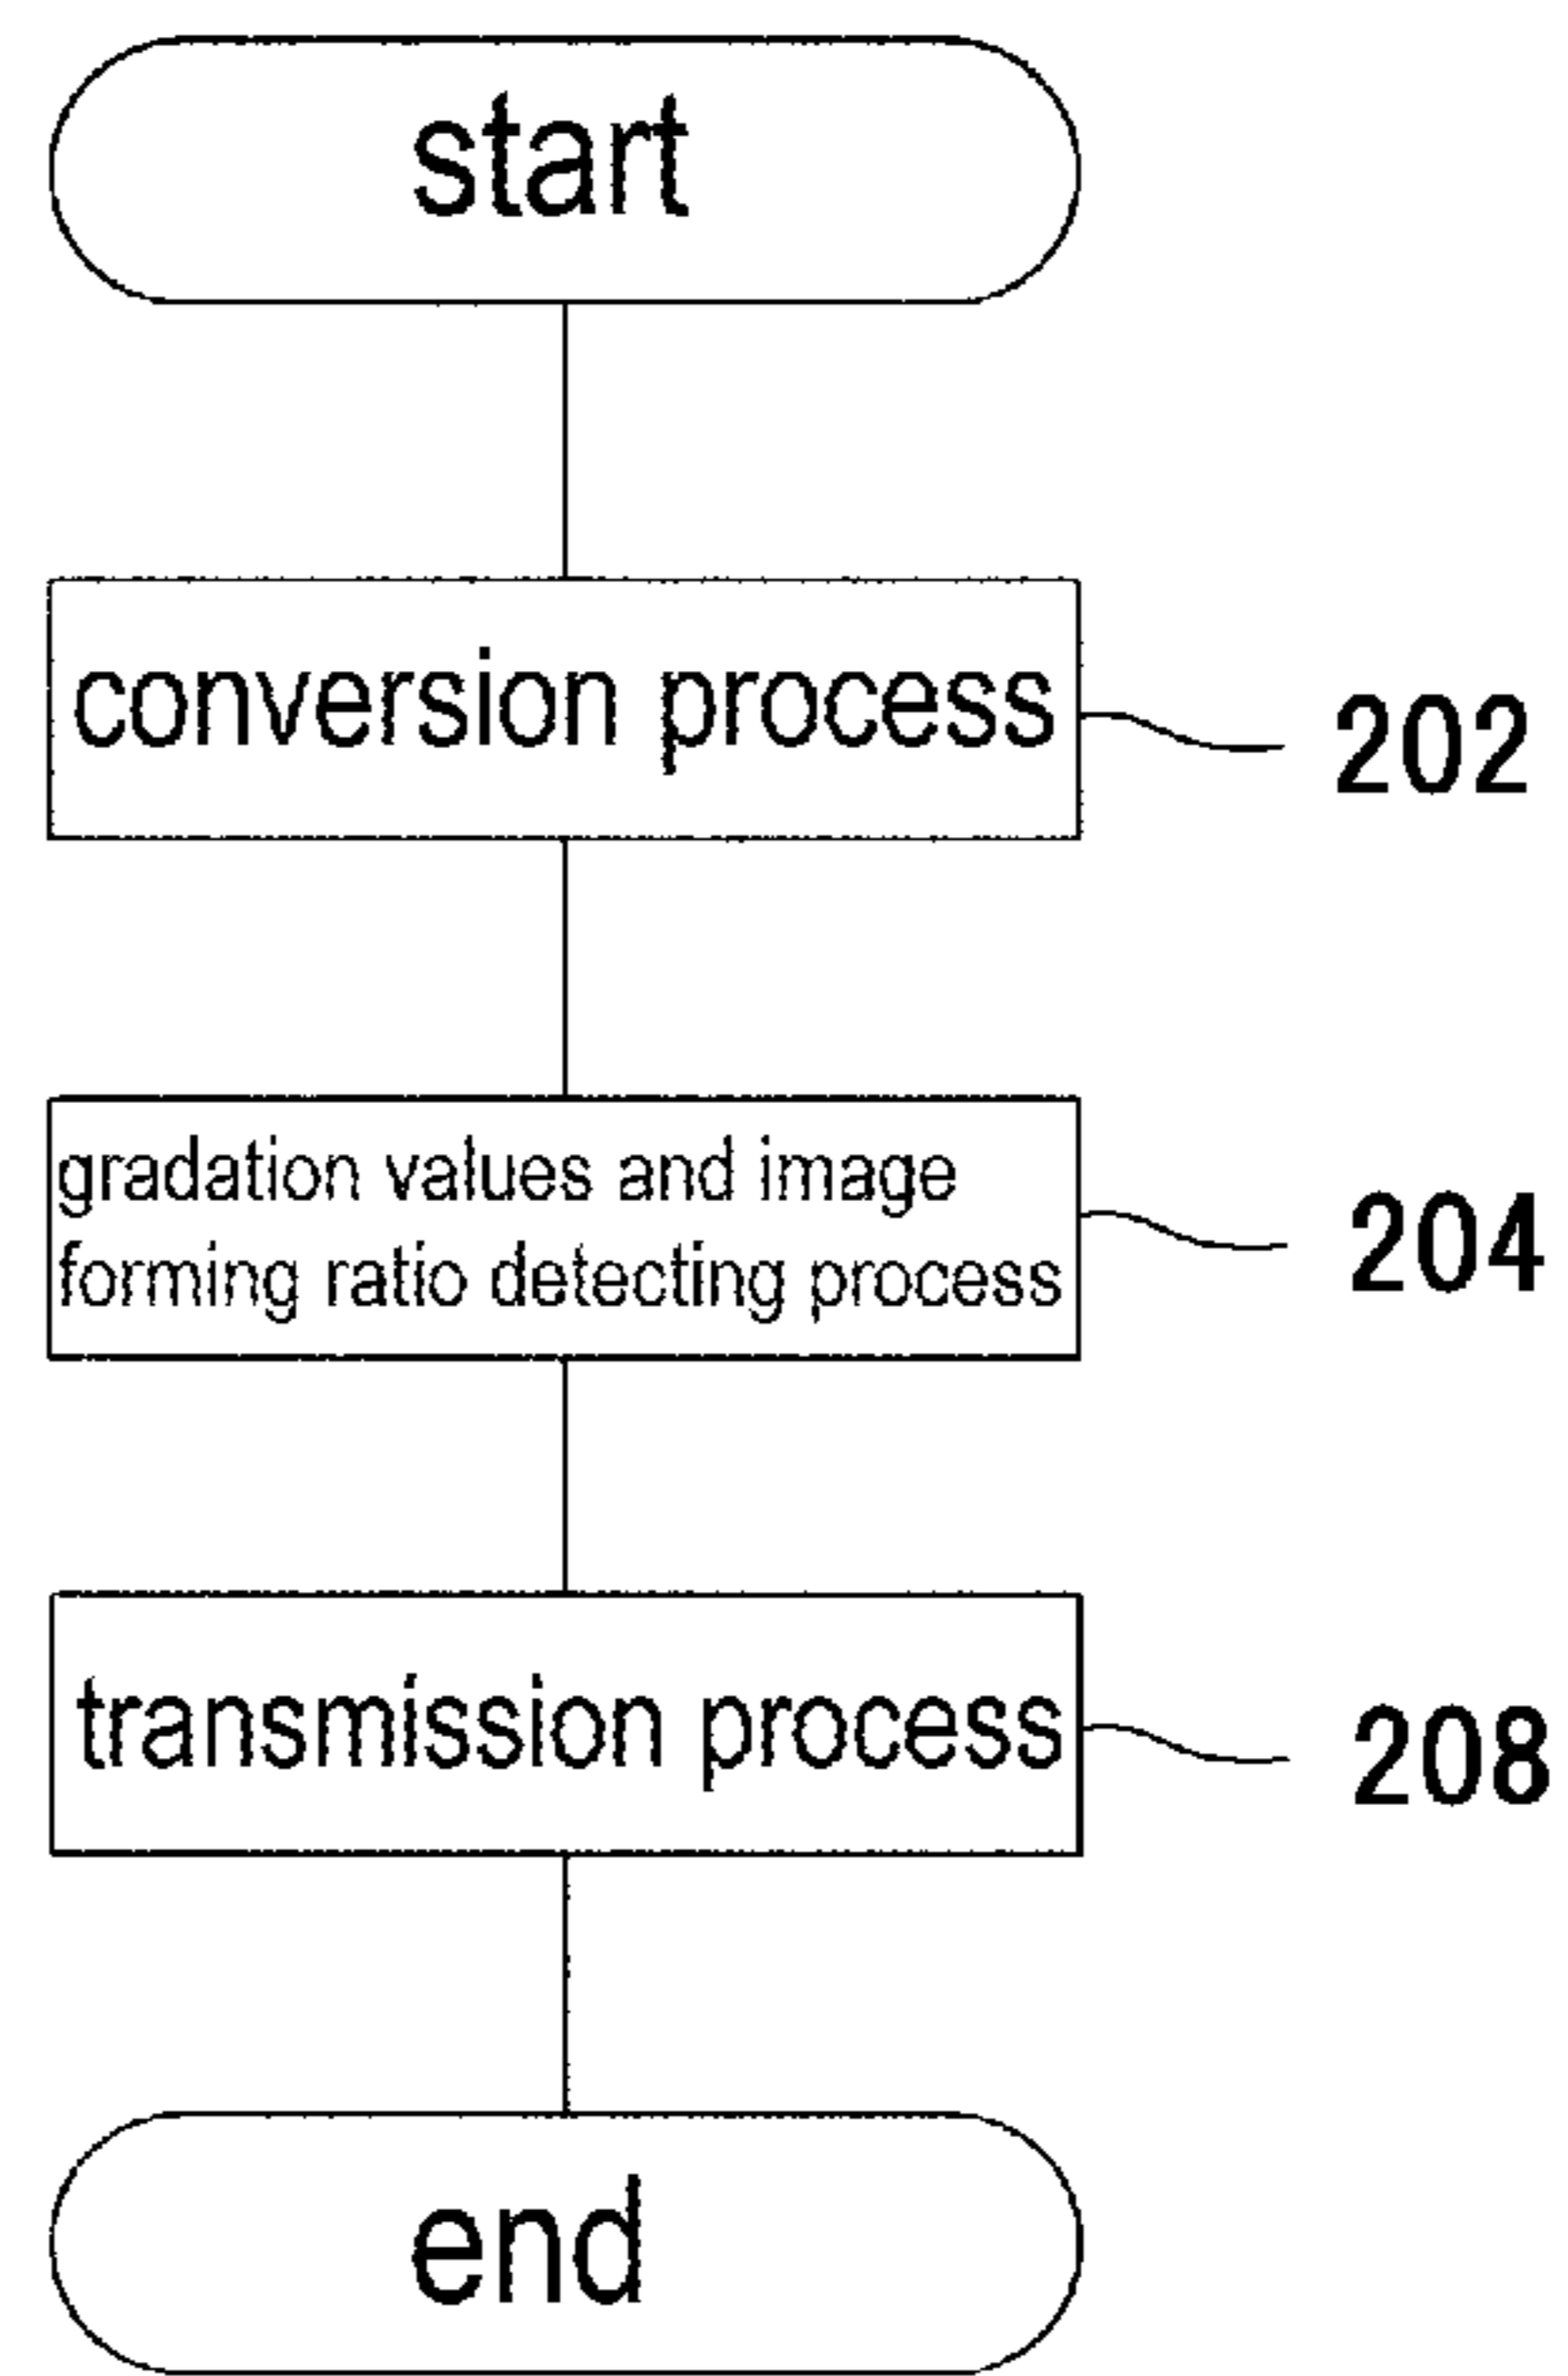 start
conversion process
202
gradation values and image
forming ratio detecting process
204
transmission process
208
end